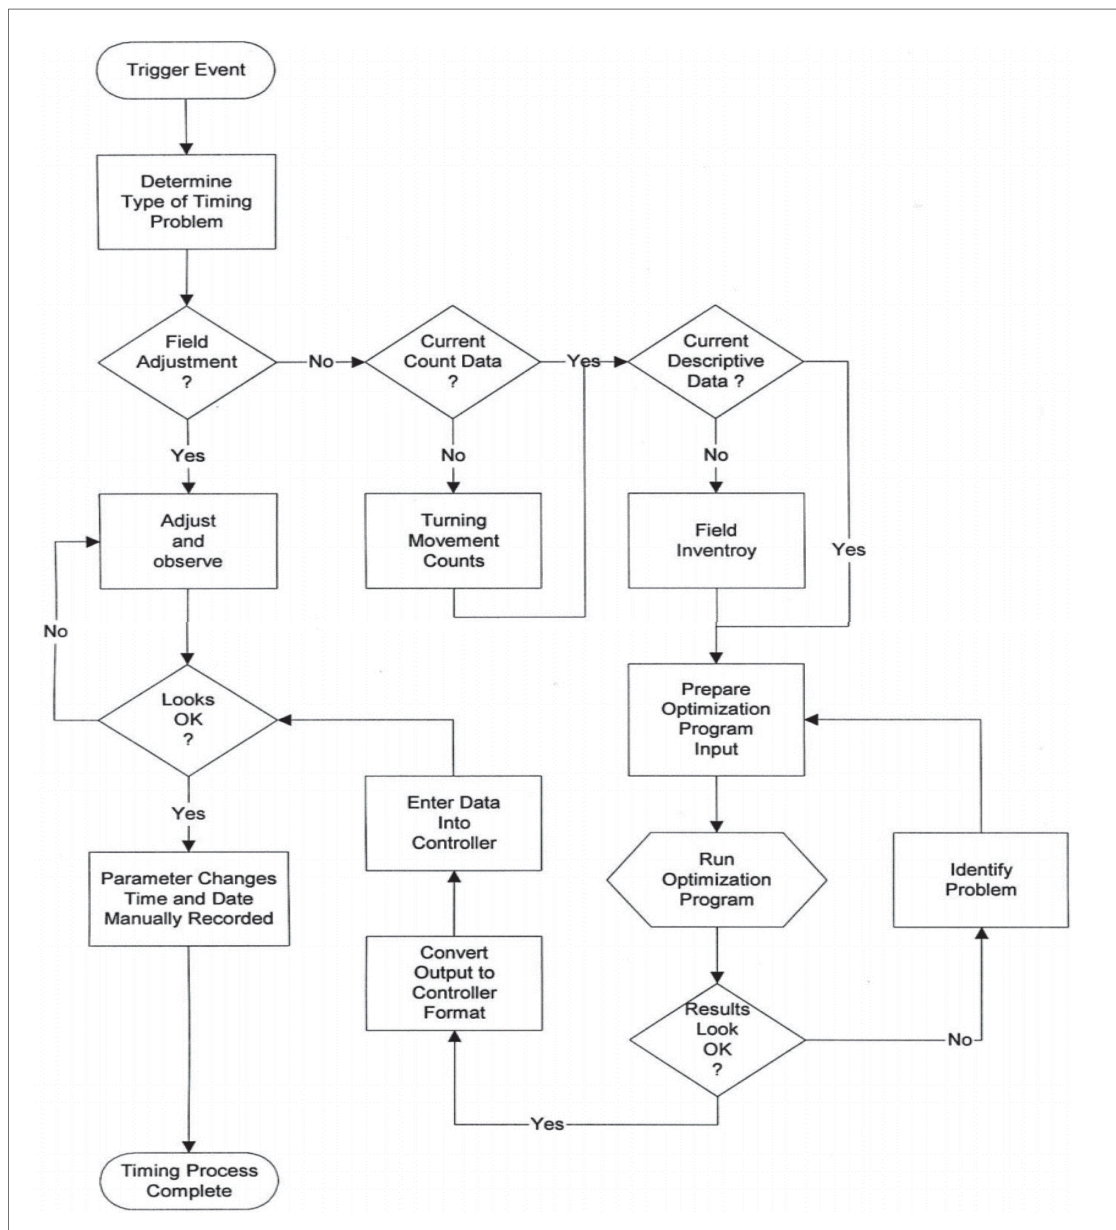 Trigger Event
Determine
Type of Timing
Problem
Field
Adjustment
?
No
Current
Count Data
?
Yes
Current
Descriptive
Data ?
Yes
No
No
Adjust
and
observe
Turning
Movement
Counts
Field
Inventroy
Yes
No
Looks
OK
?
Prepare
Optimization
Program
Input
Yes
Enter Data
Into
Controller
Parameter Changes
Time and Date
Manually Recorded
Run
Optimization
Program
Identify
Problem
Convert
Output to
Controller
Format
Results
Look
OK
?
No
Yes
Timing Process
Complete